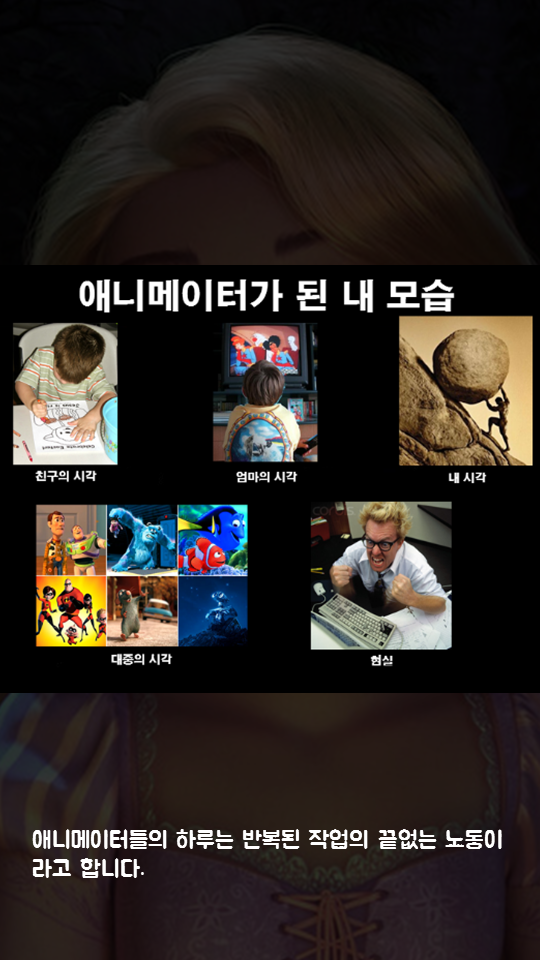 애니메이터가 된 내 모습
친구의 시각
엄마의 시각
내 시각
대중의 시각
현실
애니메이터들의 하루는 반복된 작업의 끝없는 노동이
라고 합니다.